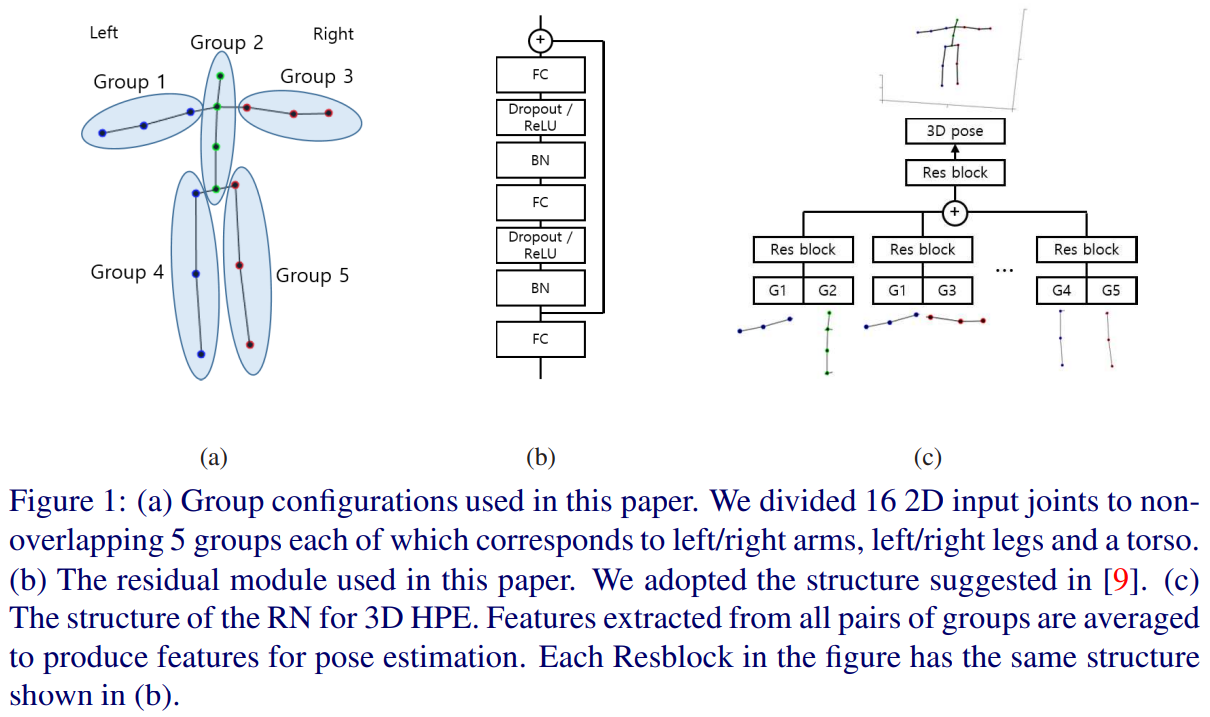 Left
Group 2
Right
Group 1
Group 3
Group 4
Group 5
(a)
+
FC
Dropout /
ReLU
BN
FC
Dropout /
ReLU
BN
FC
(b)
3D pose
Res block
+
Res block
Res block
...
Res block
G1
G2
G1
G3
G4
G5
(c)
Figure 1: (a) Group configurations used in this paper. We divided 16 2D input joints to non-
overlapping 5 groups each of which corresponds to left/right arms, left/right legs and a torso.
(b) The residual module used in this paper. We adopted the structure suggested in [9]. (c)
The structure of the RN for 3D HPE. Features extracted from all pairs of groups are averaged
to produce features for pose estimation. Each Resblock in the figure has the same structure
shown in (b).